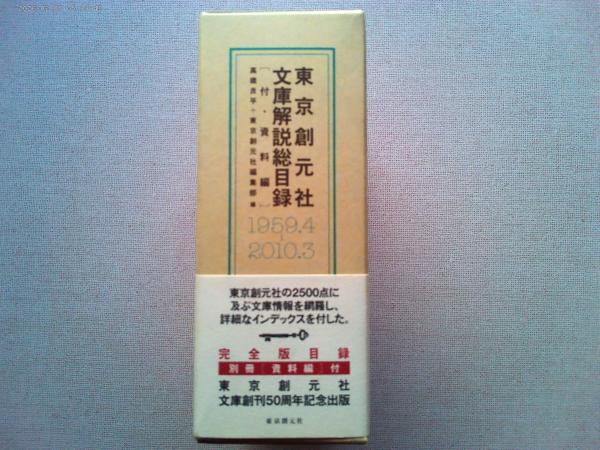 東京創元社
文庫解説総目録
［付・資料編］
高橋良平＋東京創元社編集部 編
1959.4
2010.3
東京創元社の2500点に
及ぶ文庫情報を網羅し、
詳細なインデックスを付した。
完全版目録
別冊［資料編］付
東京創元社
文庫創刊50周年記念出版
東京創元社